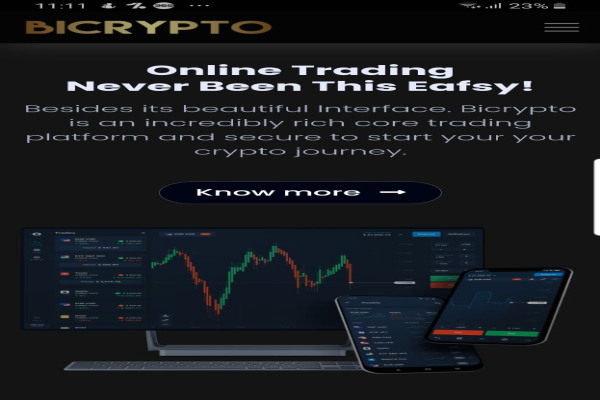 11:11
23%
BICRYPTO
Online Trading
Never Been This Eafsy!
Besides its beautiful Interface. Bicrypto
is an incredibly rich core trading
platform and secure to start your your
crypto journey.
Know more
Trading